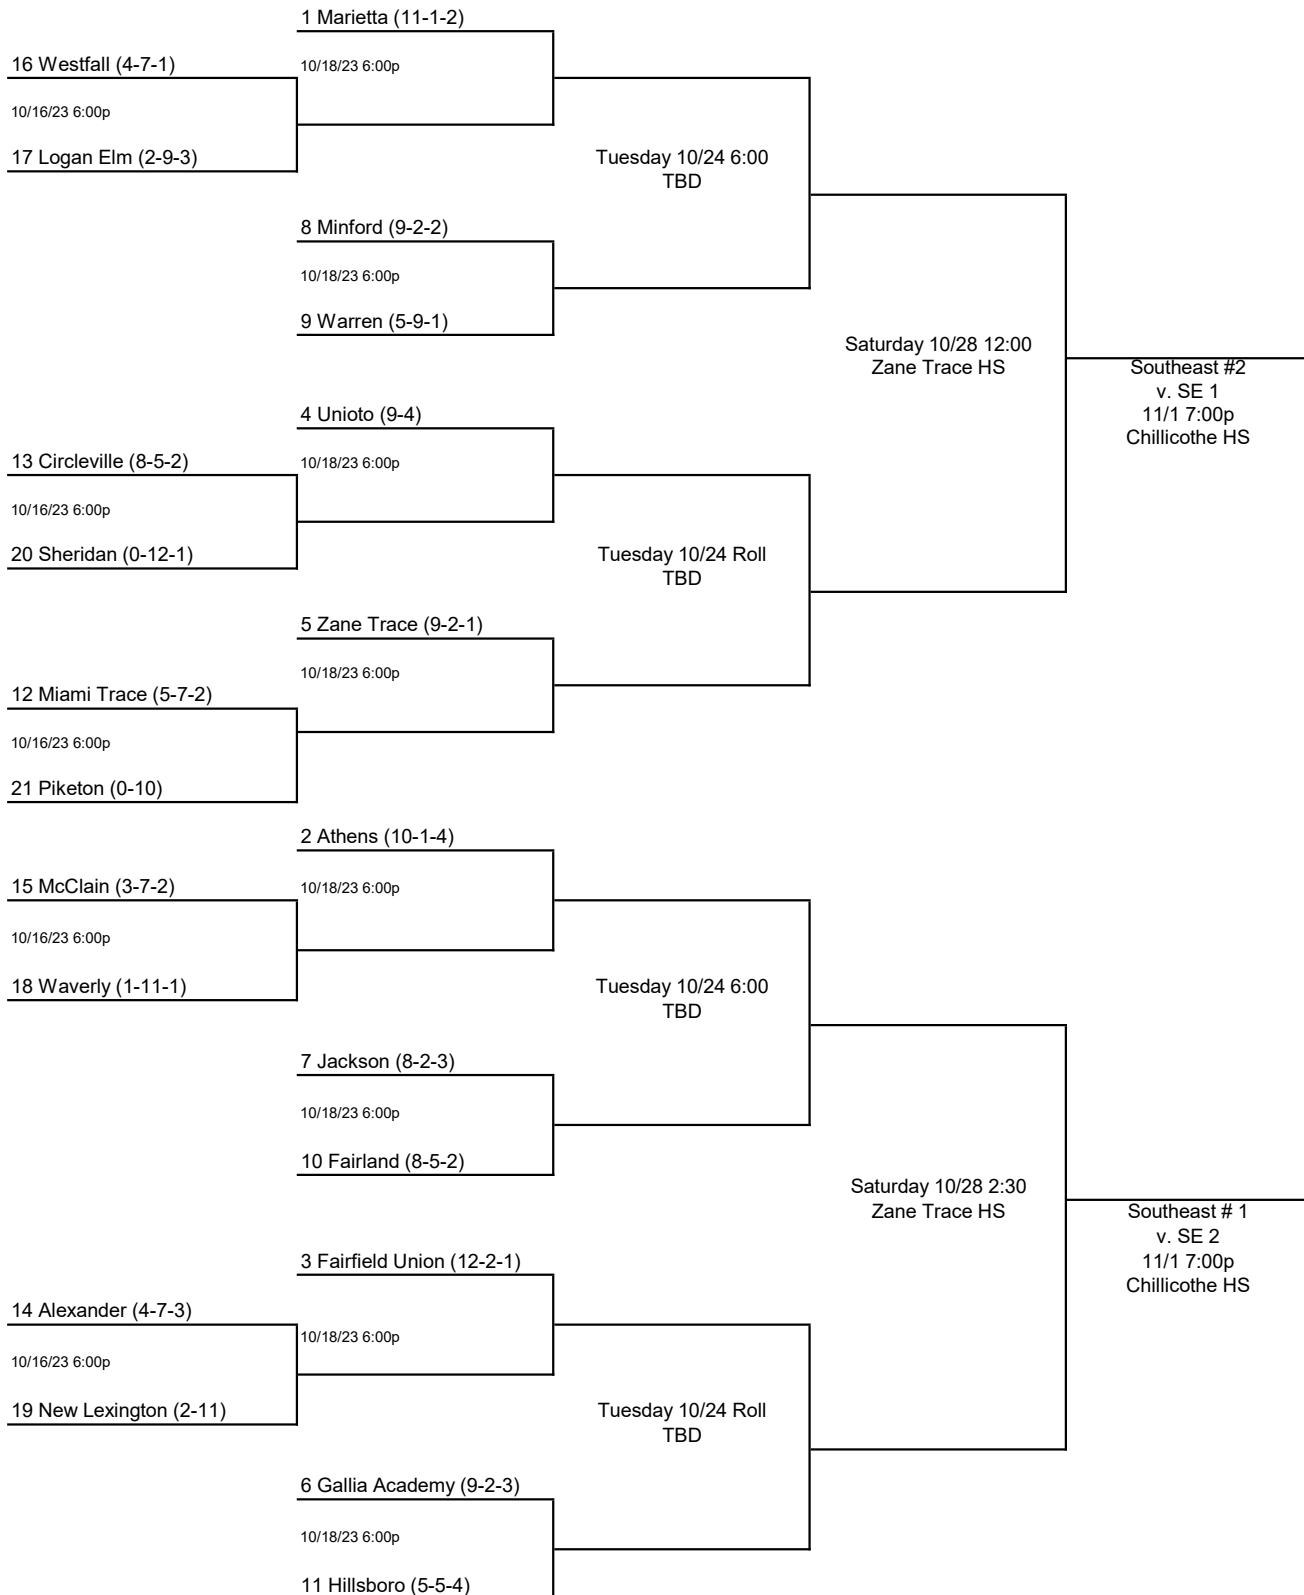 1 Marietta (11-1-2)
16 Westfall (4-7-1)
10/18/23 6:00p
10/16/23 6:00p
17 Logan Elm (2-9-3)
Tuesday 10/24 6:00
TBD
8 Minford (9-2-2)
10/18/23 6:00p
9 Warren (5-9-1)
Saturday 10/28 12:00
Zane Trace HS
Southeast #2
v. SE 1
11/1 7:00p
Chillicothe HS
4 Unioto (9-4)
13 Circleville (8-5-2)
10/18/23 6:00p
10/16/23 6:00p
20 Sheridan (0-12-1)
Tuesday 10/24 Roll
TBD
5 Zane Trace (9-2-1)
10/18/23 6:00p
12 Miami Trace (5-7-2)
10/16/23 6:00p
21 Piketon (0-10)
2 Athens (10-1-4)
15 McClain (3-7-2)
10/18/23 6:00p
10/16/23 6:00p
18 Waverly (1-11-1)
Tuesday 10/24 6:00
TBD
7 Jackson (8-2-3)
10/18/23 6:00p
10 Fairland (8-5-2)
Saturday 10/28 2:30
Zane Trace HS
Southeast # 1
v. SE 2
11/1 7:00p
Chillicothe HS
3 Fairfield Union (12-2-1)
14 Alexander (4-7-3)
10/18/23 6:00p
10/16/23 6:00p
19 New Lexington (2-11)
Tuesday 10/24 Roll
TBD
6 Gallia Academy (9-2-3)
10/18/23 6:00p
11 Hillsboro (5-5-4)